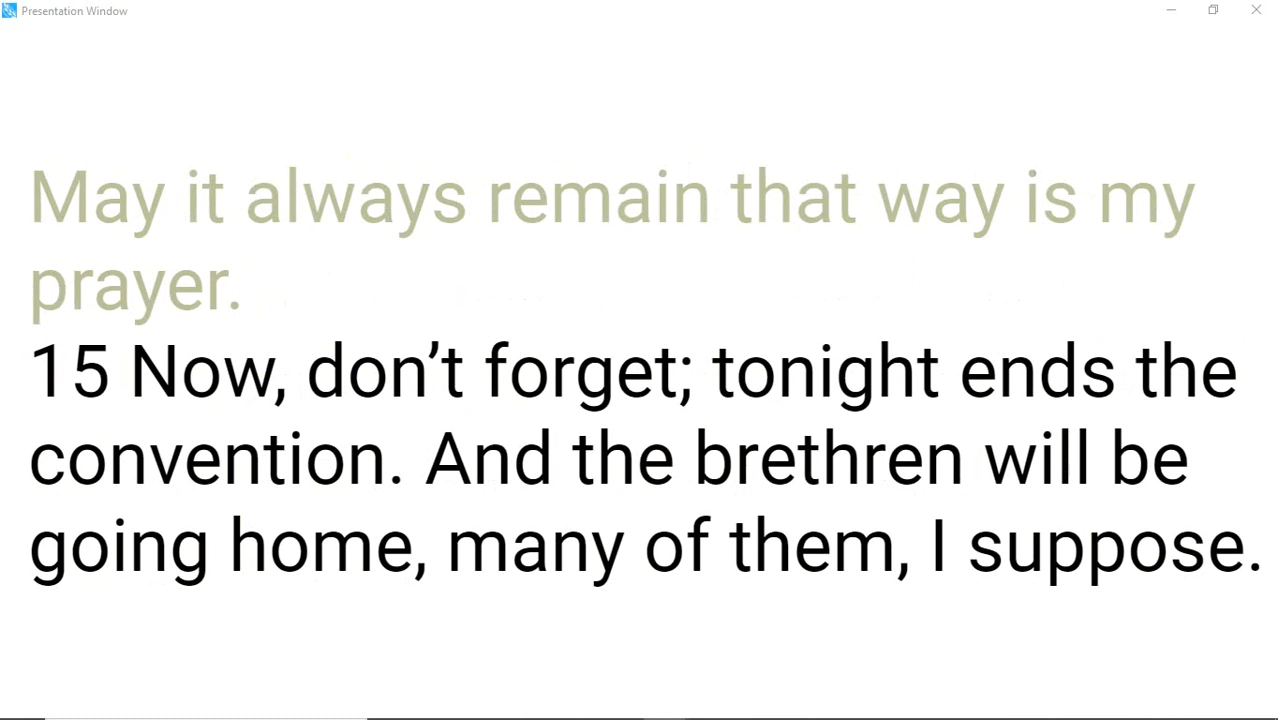 Presentation Window
May it always remain that way is my
prayer.
15 Now, don’t forget; tonight ends the
convention. And the brethren will be
going home, many of them, I suppose.